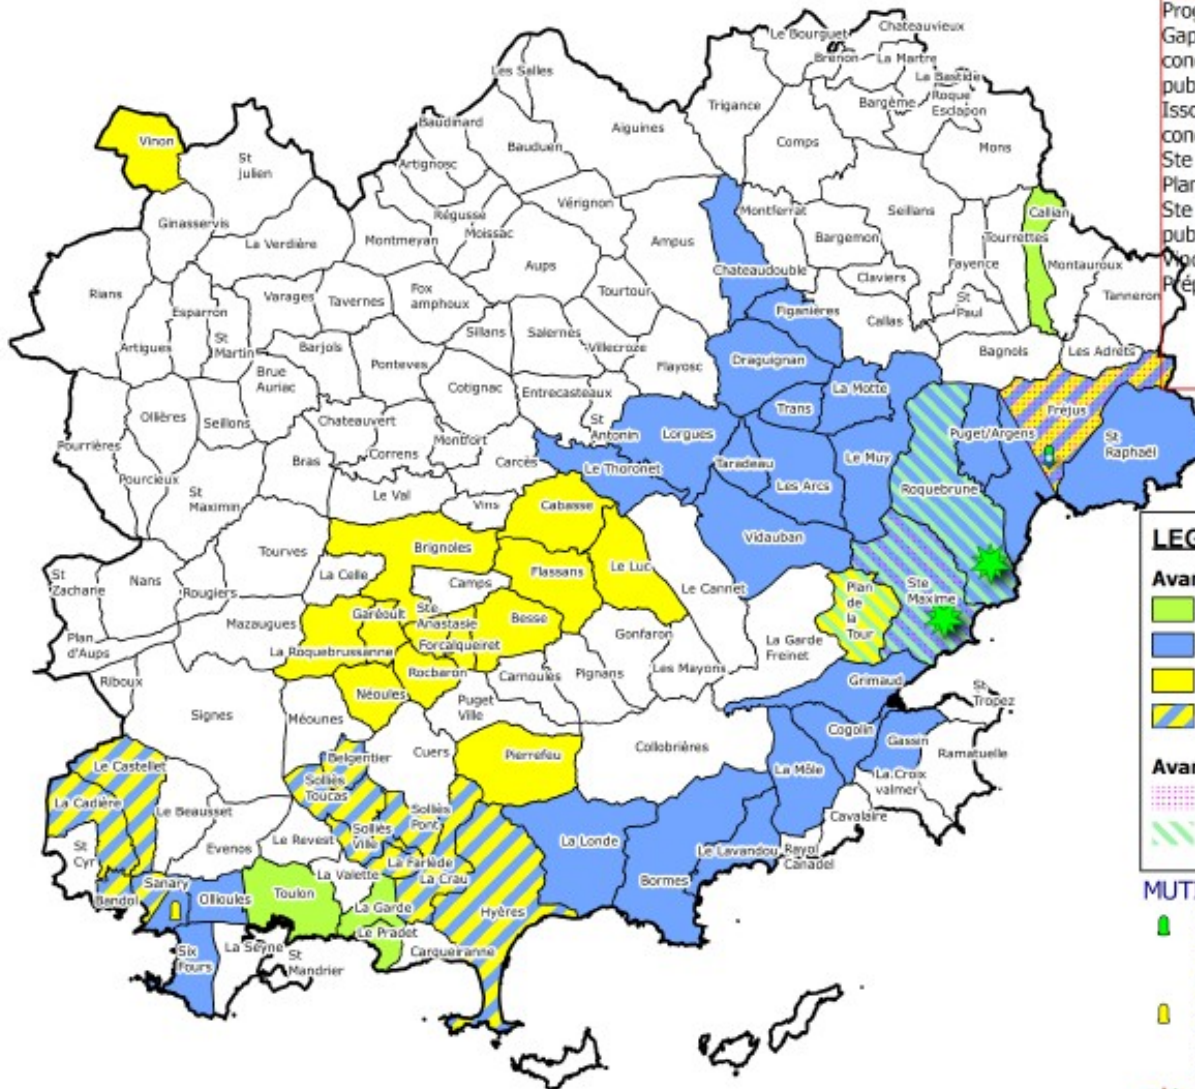 Prog
Gap
con
pub
Isso
con
Ste
Plan
Ste
pub
Prép
Le Bourguet
Chateauvieux
Brenon
La Martre
Les Salles
La Bastide
Roque
Esclapon
Bargème
Trigance
Aiguines
Baudinard
Bauduen
Vinon
St
Julien
Comps
Mons
Artignosc
Vérignon
Callian
Ginasservis
Régusse
Montferrat
Seillans
La Verdière
Montmeyan
Moissac
Ampus
Bargemon
Tourrettes
Aups
Fayence
Montauroux
Chateaudouble
Claviers
Rians
Varages
Tavernes
Fox
amphoux
Tourtour
Tanneron
Esparron
Figanières
St
Paul
Callas
Artigues
St
Martin
Barjols
Sillans
Salernes
Villecroze
Bagnols
Les Adréts
Ponteves
Flayosc
Draguignan
Brue
Auriac
Cotignac
Entrecasteaux
La Motte
Ollières
Seillons
Chateauvert
St
Antonin
Trans
Fréjus
Pourrières
Montfort
Lorgues
Puget/Argens
St
Raphaël
Correns
Bras
Carcès
Le Thoronet
Taradeau
Le Muy
Pourcieux
Les Arcs
Roquebrune
St
Maximin
Le Val
Vins
Cabasse
Vidauban
Tourves
Brignoles
St
Zacharie
Nans
Rougiers
La Celle
Camps
Flassans
Le Luc
Le Cannet
Ste
Maxime
Plan
de
la
Tour
Mazaugues
Garéoult
Ste
Anastasie
Besse
Plan
d'Aups
Forcalqueiret
Gonfaron
La Garde
Freinet
La Roquebrussanne
Rocbaron
Carnoules
Pignans
Les Mayons
Riboux
Néoules
Grimaud
St
Tropez
Signes
Méounes
Puget
Ville
Cogolin
Gassin
Ramatuelle
Cuers
Pierrefeu
Collobrières
Belgentier
La Môle
Le Castellet
Solliès
Toucas
La Croix
valmer
La Cadière
Le Beausset
Solliès
Pont
Cavalaire
Solliès
Ville
St
Cyr
Evenos
Le Revest
La Londe
Le Lavandou
Rayol
Canadel
La Farlède
La Valette
La Crau
Sanary
Bandol
Ollioules
Toulon
Bormes
La Garde
Hyères
Le Pradet
Six
Fours
La Seyne
St
Mandrier
Carqueiranne
LEG
Avan
Avan
MUTA